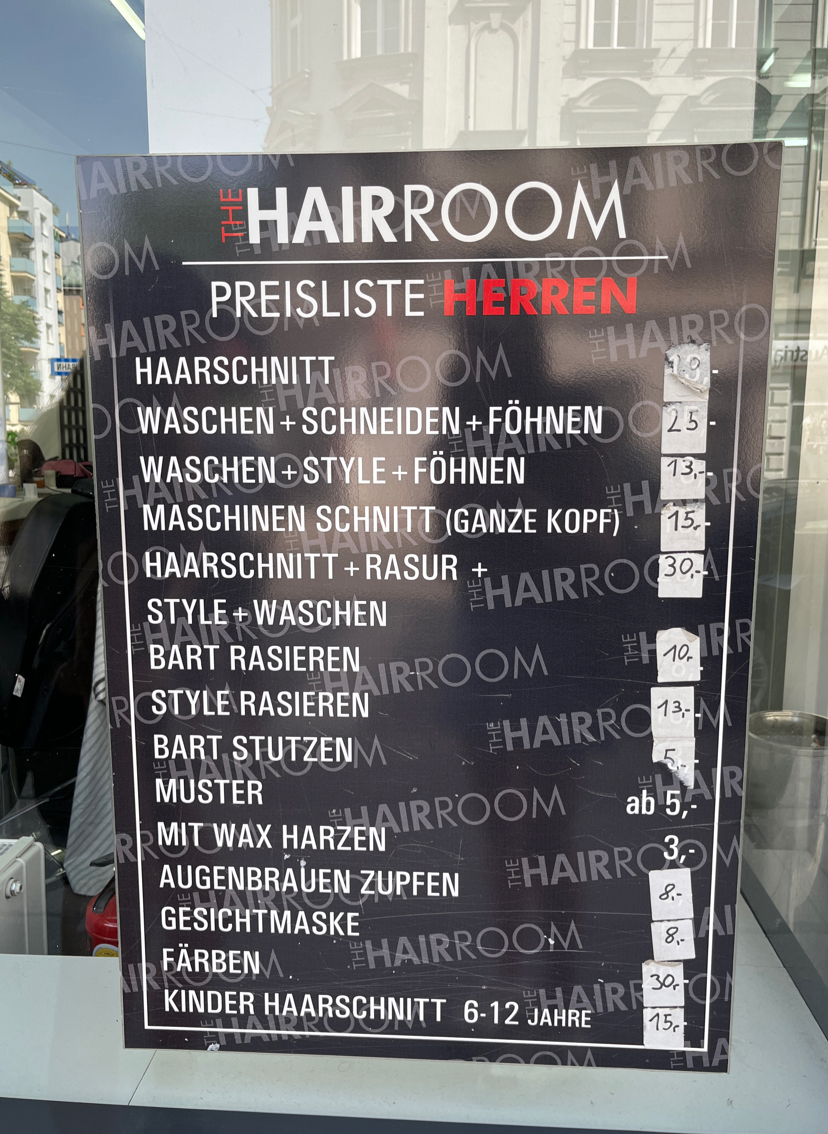 THE HAIRROOM
PREISLISTE HERREN
HAARSCHNITT 19,-
WASCHEN+SCHNEIDEN+FÖHNEN 25,-
WASCHEN+STYLE+FÖHNEN 13,-
MASCHINEN SCHNITT (GANZE KOPF) 15,-
HAARSCHNITT+RASUR + 30,-
STYLE+WASCHEN
BART RASIEREN 10,-
STYLE RASIEREN 13,-
BART STUTZEN 5,-
MUSTER ab 5,-
MIT WAX HARZEN 3,-
AUGENBRAUEN ZUPFEN 8,-
GESICHTMASKE 8,-
FÄRBEN 30,-
KINDER HAARSCHNITT 6-12 JAHRE 15,-